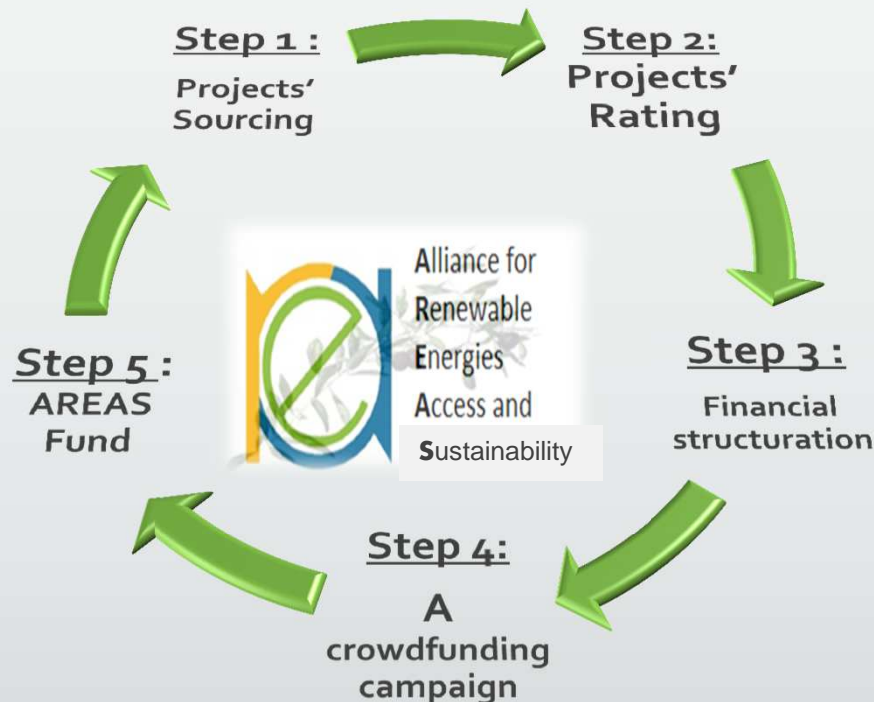 Step 1 :
Projects’
Sourcing
Step 2:
Projects’
Rating
Step 3 :
Financial
structuration
Step 4:
A
crowdfunding
campaign
Step 5 :
AREAS
Fund
Alliance for
Renewable
Energies
Access and
Sustainability